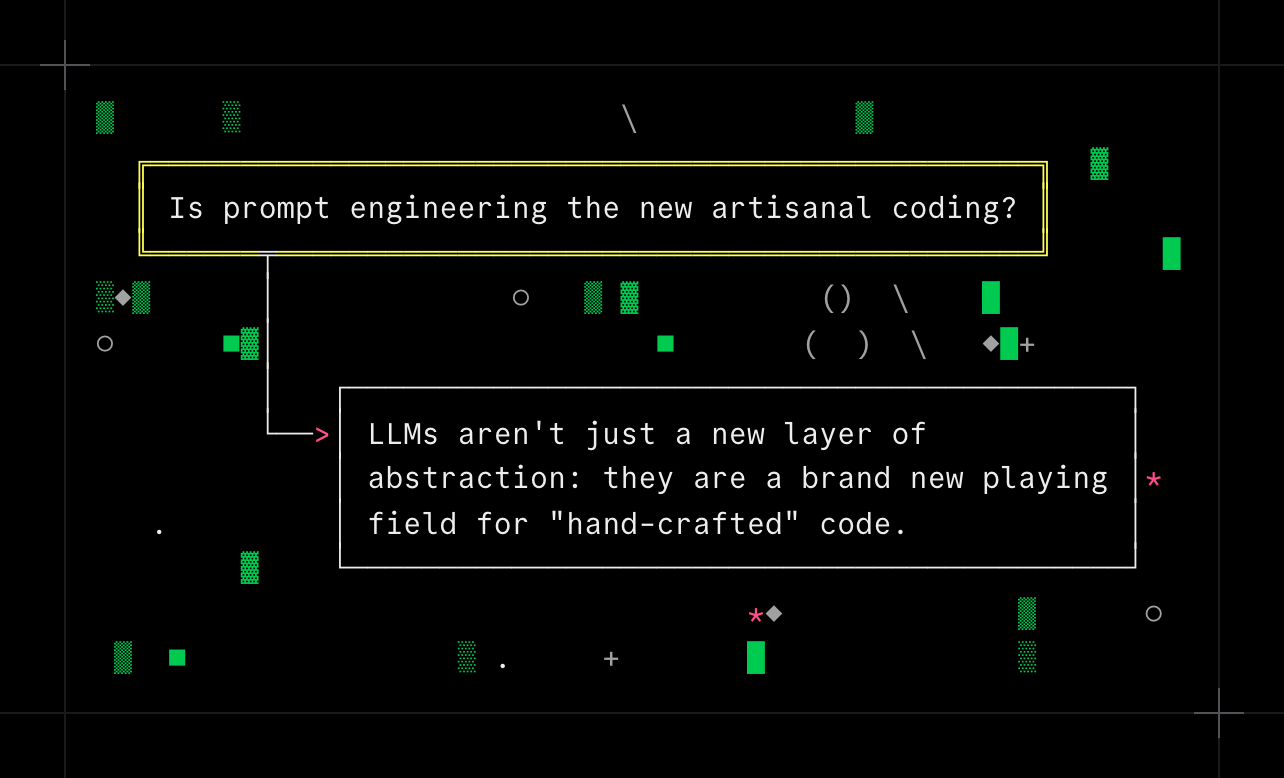 Is prompt engineering the new artisanal coding?
LLMs aren't just a new layer of
abstraction: they are a brand new playing
field for "hand-crafted" code.